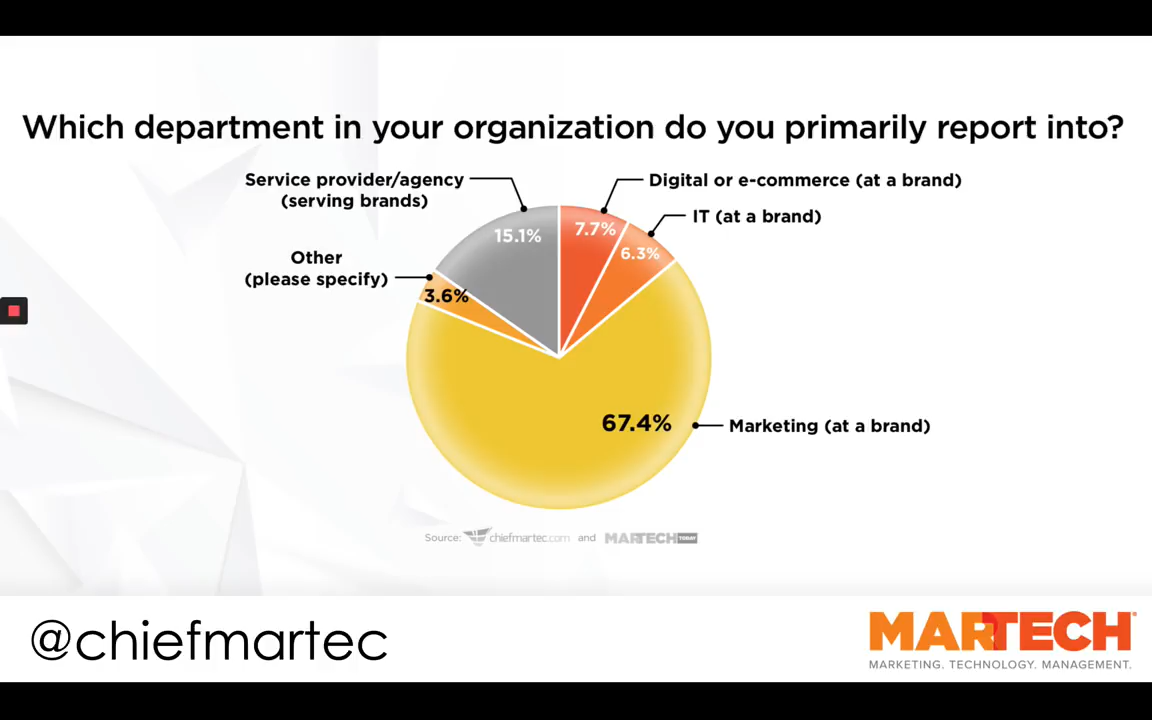 Which department in your organization do you primarily report into?
Service provider/agency
(serving brands)
Digital or e-commerce (at a brand)
IT (at a brand)
15.1%
7.7%
6.3%
Other
(please specify)
3.6%
67.4%
Marketing (at a brand)
Source: chiefmartec.com and MARTECH TODAY
@chiefmartec
MARTECH®
MARKETING. TECHNOLOGY. MANAGEMENT.